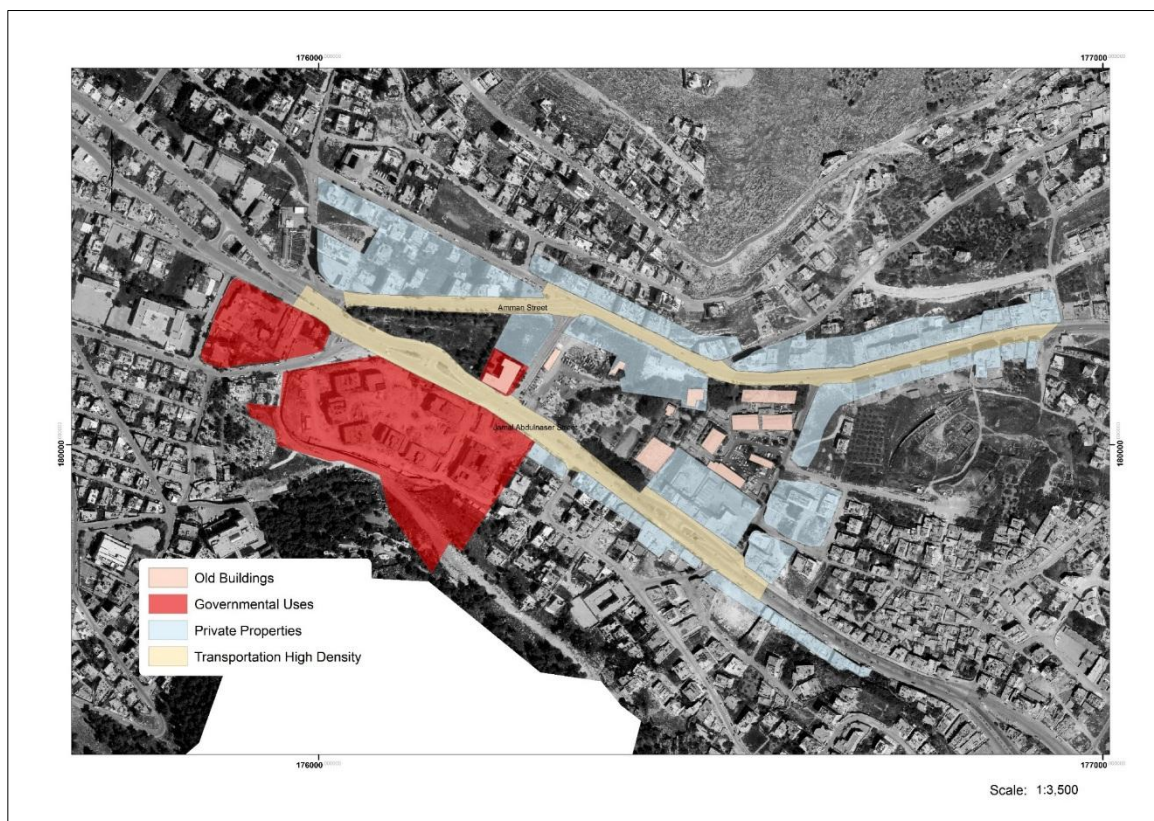 176000
177000
180000
180000
Amman Street
Jamal Abdulnaser Street
Old Buildings
Governmental Uses
Private Properties
Transportation High Density
176000
177000
Scale: 1:3,500